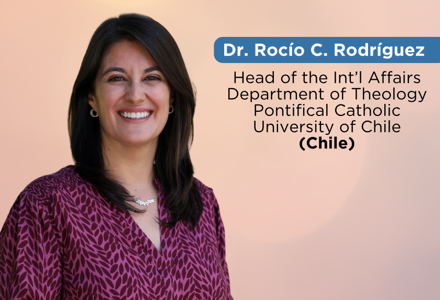 Dr. Rocío C. Rodríguez
Head of the Int'l Affairs
Department of Theology
Pontifical Catholic
University of Chile
(Chile)